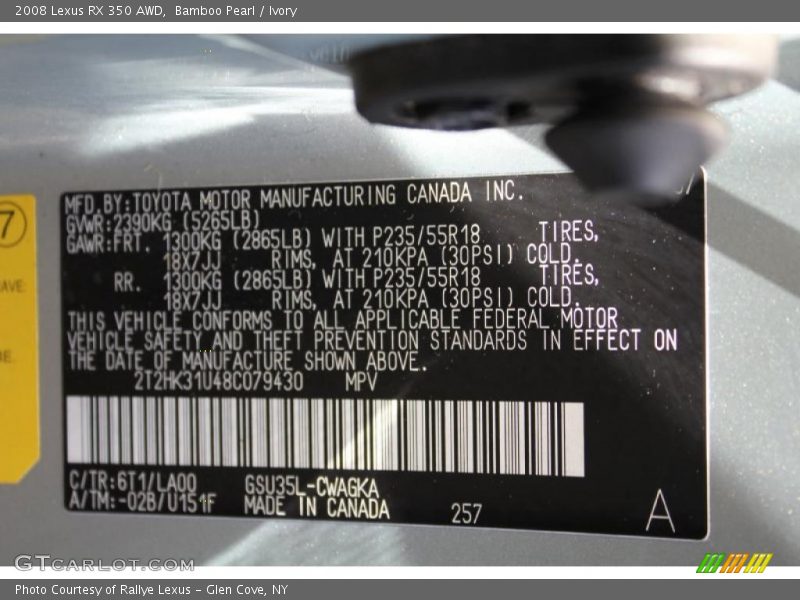 2008 Lexus RX 350 AWD, Bamboo Pearl / Ivory
7
AVE
MFD.BY:TOYOTA MOTOR MANUFACTURING CANADA INC.
GVWR:2390KG (5265LB)
GAWR:FRT. 1300KG (2865LB) WITH P235/55R18 TIRES,
18X7JJ RIMS, AT 210KPA (30PSI) COLD.
RR. 1300KG (2865LB) WITH P235/55R18 TIRES,
18X7JJ RIMS, AT 210KPA (30PSI) COLD.
THIS VEHICLE CONFORMS TO ALL APPLICABLE FEDERAL MOTOR
VEHICLE SAFETY AND THEFT PREVENTION STANDARDS IN EFFECT ON
THE DATE OF MANUFACTURE SHOWN ABOVE.
2T2HK31U48C079430 MPV
C/TR:6T1/LA00 GSU35L-CWAGKA
A/TM:-02B/U151F MADE IN CANADA 257 A
GTCARLOT.COM
Photo Courtesy of Rallye Lexus - Glen Cove, NY